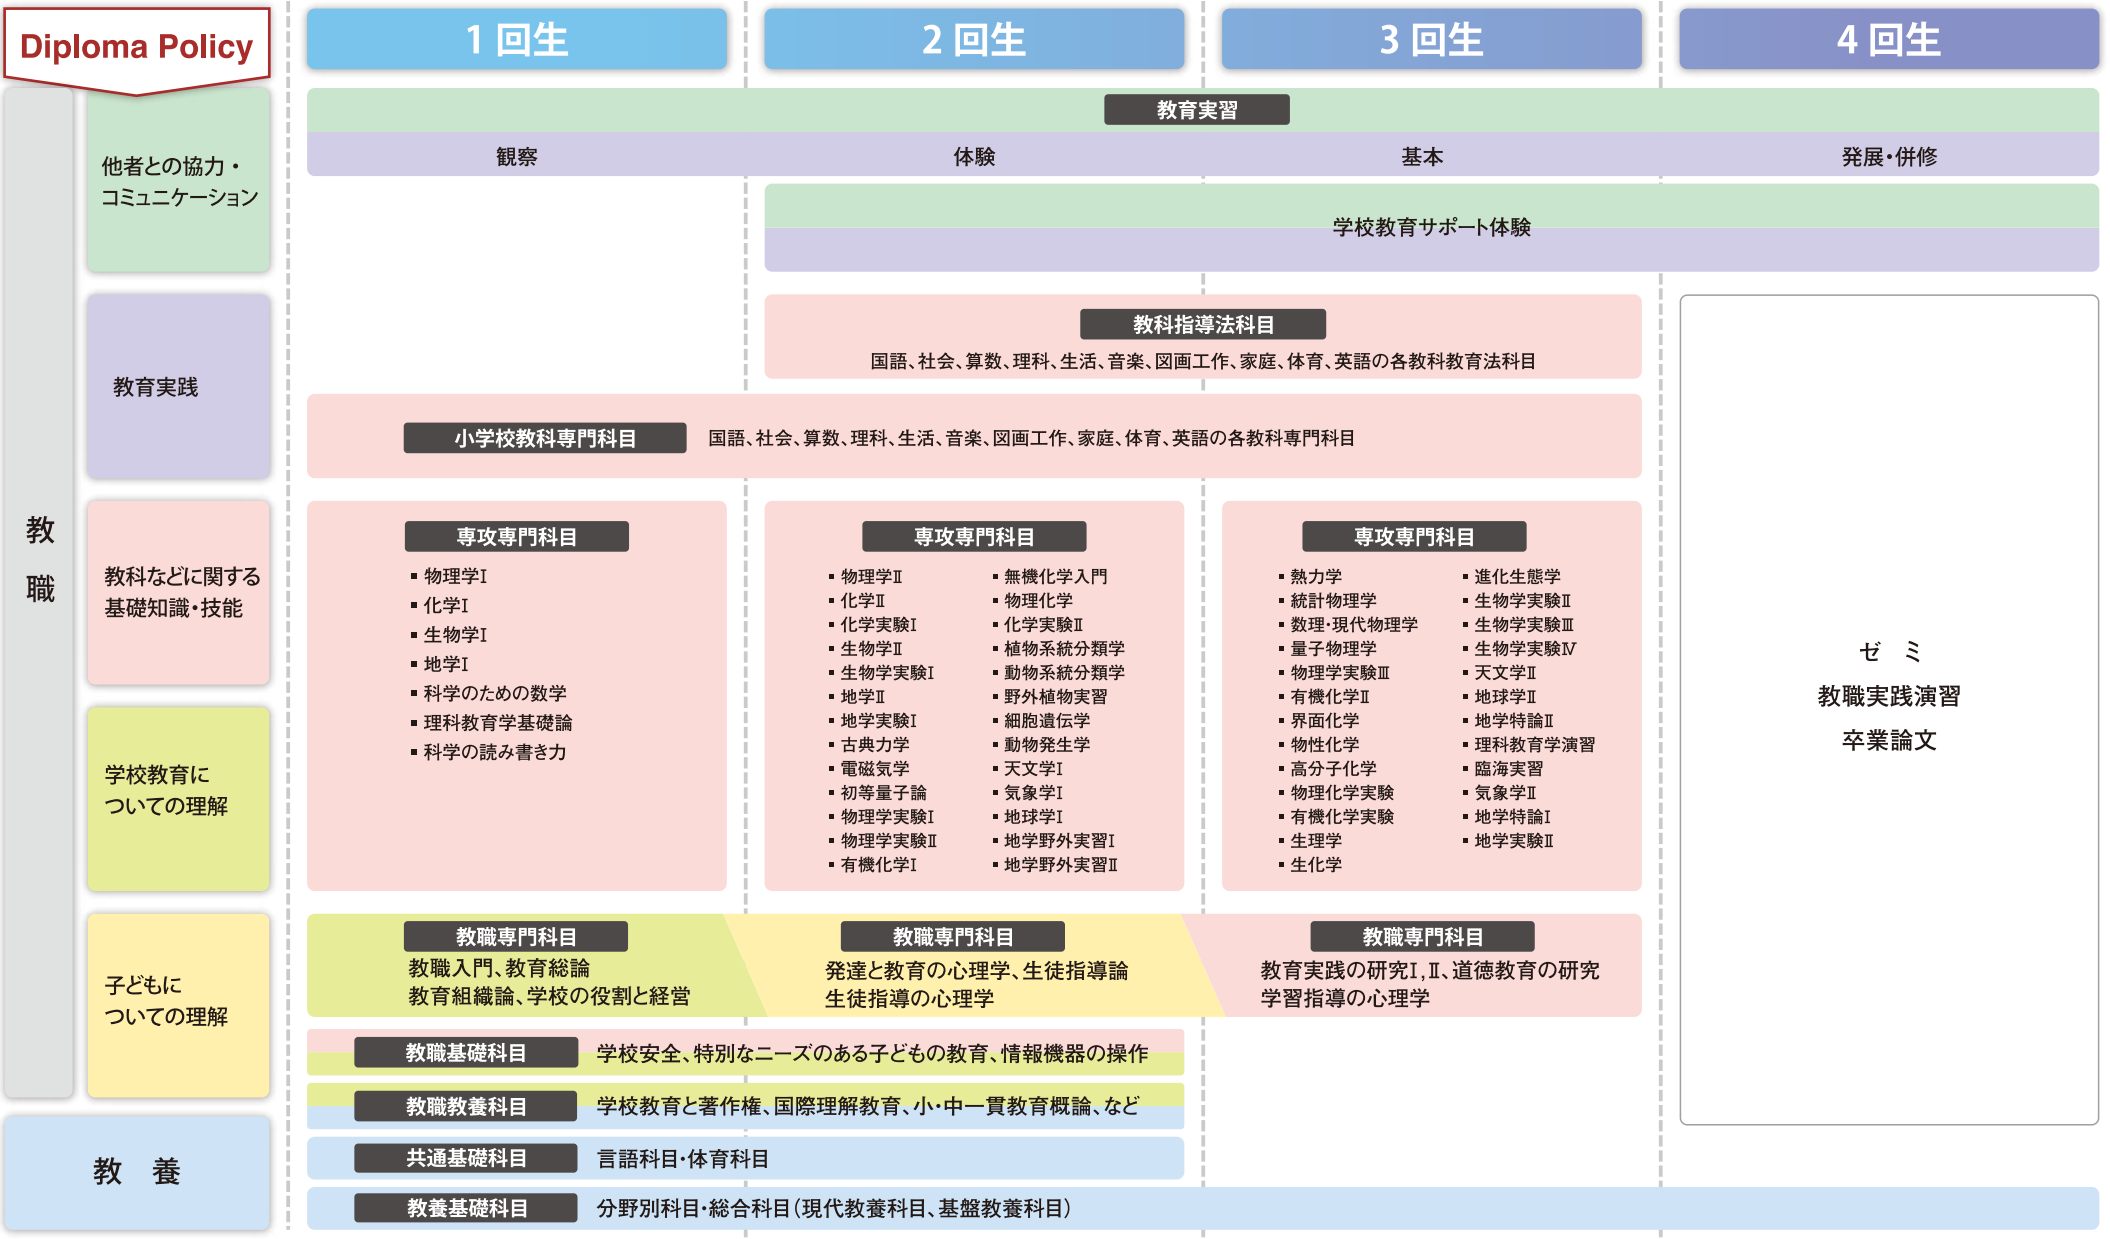 Diploma Policy
1 回生
2 回生
3 回生
4 回生
教職
他者との協力・
コミュニケーション
教育実践
教科などに関する
基礎知識・技能
学校教育に
ついての理解
子どもに
ついての理解
教 養
教育実習
観察
体験
基本
発展・併修
学校教育サポート体験
教科指導法科目
国語、社会、算数、理科、生活、音楽、図画工作、家庭、体育、英語の各教科教育法科目
小学校教科専門科目
国語、社会、算数、理科、生活、音楽、図画工作、家庭、体育、英語の各教科専門科目
専攻専門科目
▪ 物理学Ⅰ
▪ 化学Ⅰ
▪ 生物学Ⅰ
▪ 地学Ⅰ
▪ 科学のための数学
▪ 理科教育学基礎論
▪ 科学の読み書き力
専攻専門科目
▪ 物理学Ⅱ
▪ 化学Ⅱ
▪ 化学実験Ⅰ
▪ 生物学Ⅱ
▪ 生物学実験Ⅰ
▪ 地学Ⅱ
▪ 地学実験Ⅰ
▪ 古典力学
▪ 電磁気学
▪ 初等量子論
▪ 物理学実験Ⅰ
▪ 物理学実験Ⅱ
▪ 有機化学Ⅰ
▪ 無機化学入門
▪ 物理化学
▪ 化学実験Ⅱ
▪ 植物系統分類学
▪ 動物系統分類学
▪ 野外植物実習
▪ 細胞遺伝学
▪ 動物発生学
▪ 天文学Ⅰ
▪ 気象学Ⅰ
▪ 地球学Ⅰ
▪ 地学野外実習Ⅰ
▪ 地学野外実習Ⅱ
専攻専門科目
▪ 熱力学
▪ 統計物理学
▪ 数理・現代物理学
▪ 量子物理学
▪ 物理学実験Ⅲ
▪ 有機化学Ⅱ
▪ 界面化学
▪ 物性化学
▪ 高分子化学
▪ 物理化学実験
▪ 有機化学実験
▪ 生理学
▪ 生化学
▪ 進化生態学
▪ 生物学実験Ⅱ
▪ 生物学実験Ⅲ
▪ 生物学実験Ⅳ
▪ 天文学Ⅱ
▪ 地球学Ⅱ
▪ 地学特論Ⅱ
▪ 理科教育学演習
▪ 臨海実習
▪ 気象学Ⅱ
▪ 地学特論Ⅰ
▪ 地学実験Ⅱ
ゼ ミ
教職実践演習
卒業論文
教職専門科目
教職入門、教育総論
教育組織論、学校の役割と経営
教職専門科目
発達と教育の心理学、生徒指導論
生徒指導の心理学
教職専門科目
教育実践の研究Ⅰ,Ⅱ、道徳教育の研究
学習指導の心理学
教職基礎科目
学校安全、特別なニーズのある子どもの教育、情報機器の操作
教職教養科目
学校教育と著作権、国際理解教育、小・中一貫教育概論、など
共通基礎科目
言語科目・体育科目
教養基礎科目
分野別科目・総合科目(現代教養科目、基盤教養科目)